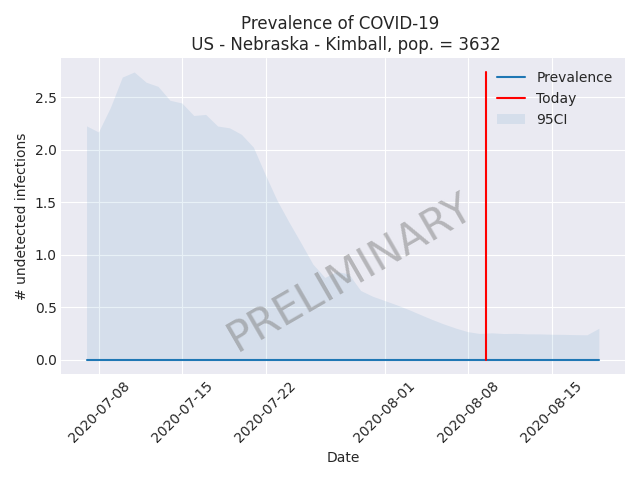 Prevalence of COVID-19
US - Nebraska - Kimball, pop. = 3632
Prevalence
Today
95CI
# undetected infections
2.5
2.0
1.5
1.0
0.5
0.0
PRELIMINARY
2020-07-08
2020-07-15
2020-07-22
2020-08-01
2020-08-08
2020-08-15
Date